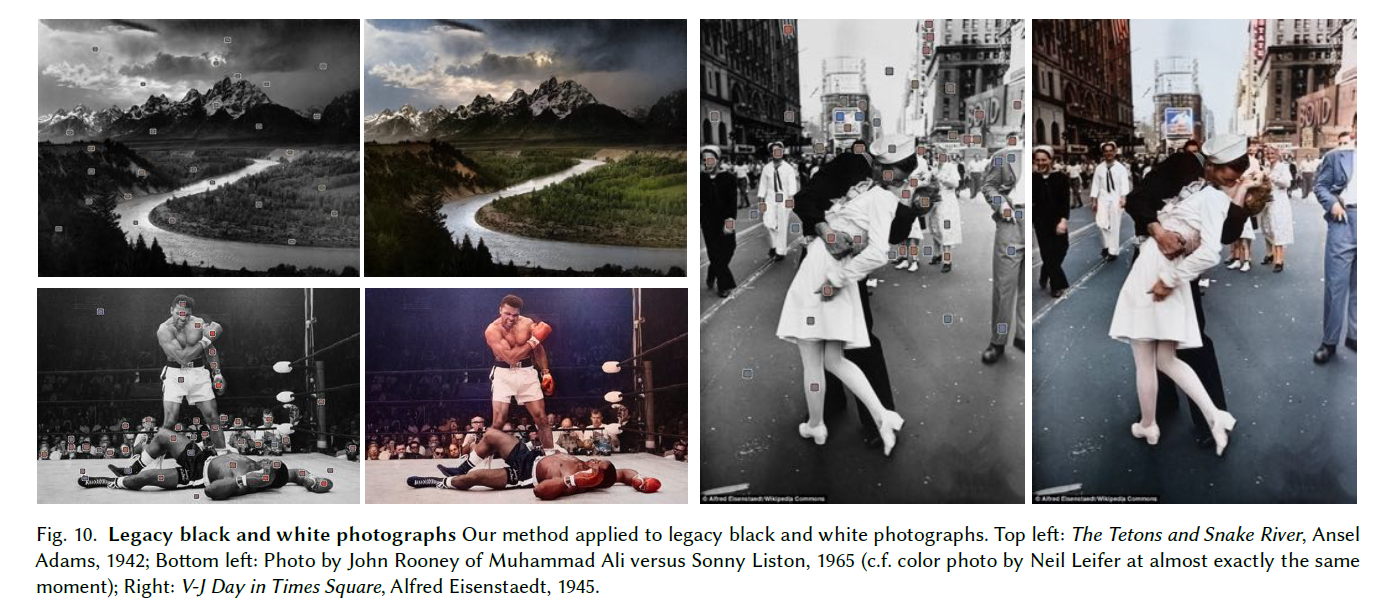 BOND
© Alfred Eisenstaedt/Wikipedia Commons
© Alfred Eisenstaedt/Wikipedia Commons
Fig. 10. Legacy black and white photographs Our method applied to legacy black and white photographs. Top left: The Tetons and Snake River, Ansel
Adams, 1942; Bottom left: Photo by John Rooney of Muhammad Ali versus Sonny Liston, 1965 (c.f. color photo by Neil Leifer at almost exactly the same
moment); Right: V-J Day in Times Square, Alfred Eisenstaedt, 1945.